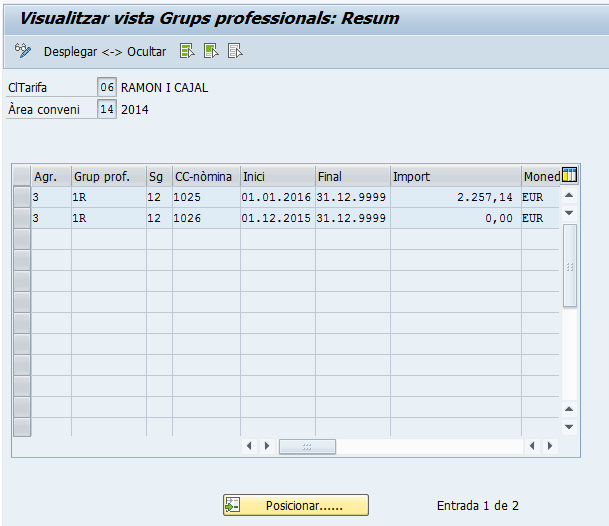 Visualitzar vista Grups professionals: Resum
Desplegar <-> Ocultar
ClTarifa 06 RAMON I CAJAL
Àrea conveni 14 2014
Agr. Grup prof. Sg CC-nòmina Inici Final Import Moned
3 1R 12 1025 01.01.2016 31.12.9999 2.257,14 EUR
3 1R 12 1026 01.12.2015 31.12.9999 0,00 EUR
Posicionar...... Entrada 1 de 2